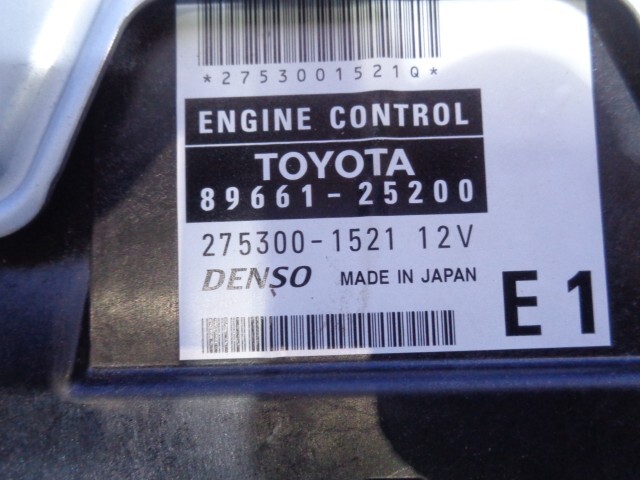 *2753001521Q*
ENGINE CONTROL
TOYOTA
89661-25200
275300-1521 12V
DENSO MADE IN JAPAN
E1